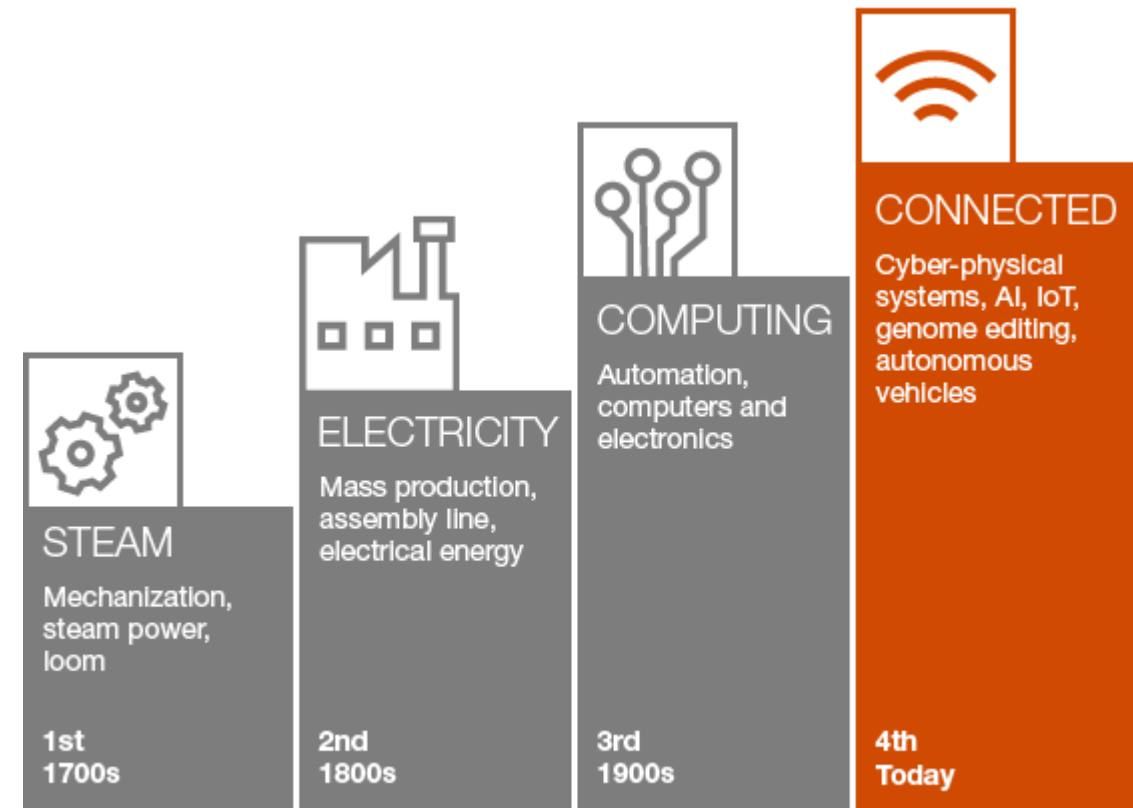 STEAM
Mechanization,
steam power,
loom
1st
1700s
ELECTRICITY
Mass production,
assembly line,
electrical energy
2nd
1800s
COMPUTING
Automation,
computers and
electronics
3rd
1900s
CONNECTED
Cyber-physical
systems, AI, IoT,
genome editing,
autonomous
vehicles
4th
Today